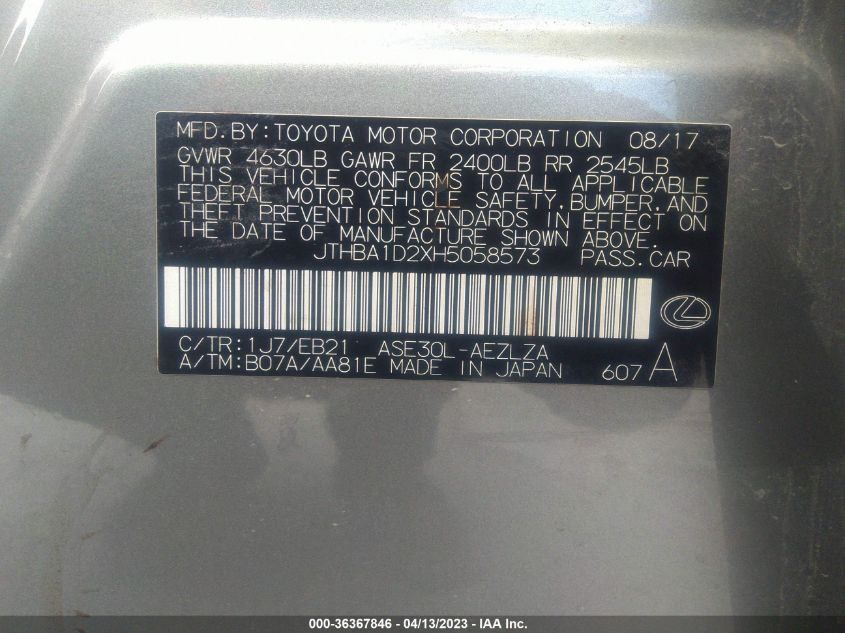 MFD.BY:TOYOTA MOTOR CORPORATION 08/17
GVWR 4630LB GAWR FR 2400LB RR 2545LB
THIS VEHICLE CONFORMS TO ALL APPLICABLE
FEDERAL MOTOR VEHICLE SAFETY,BUMPER,AND
THEFT PREVENTION STANDARDS IN EFFECT ON
THE DATE OF MANUFACTURE SHOWN ABOVE.
JTHBA1D2XH5058573 PASS.CAR
C/TR:1J7/EB21 ASE30L-AEZLZA
A/TM:B07A/AA81E MADE IN JAPAN 607 A
000-36367846 - 04/13/2023 - IAA Inc.